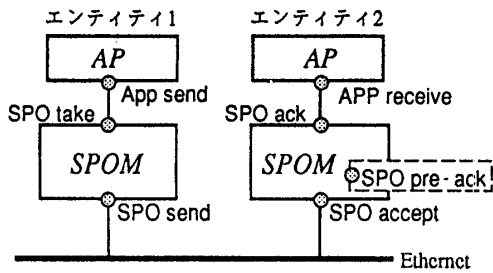 エンティティ1
エンティティ2
AP
AP
App send
APP receive
SPO take
SPO ack
SPOM
SPOM
SPO pre-ack
SPO send
SPO accept
Ethernet